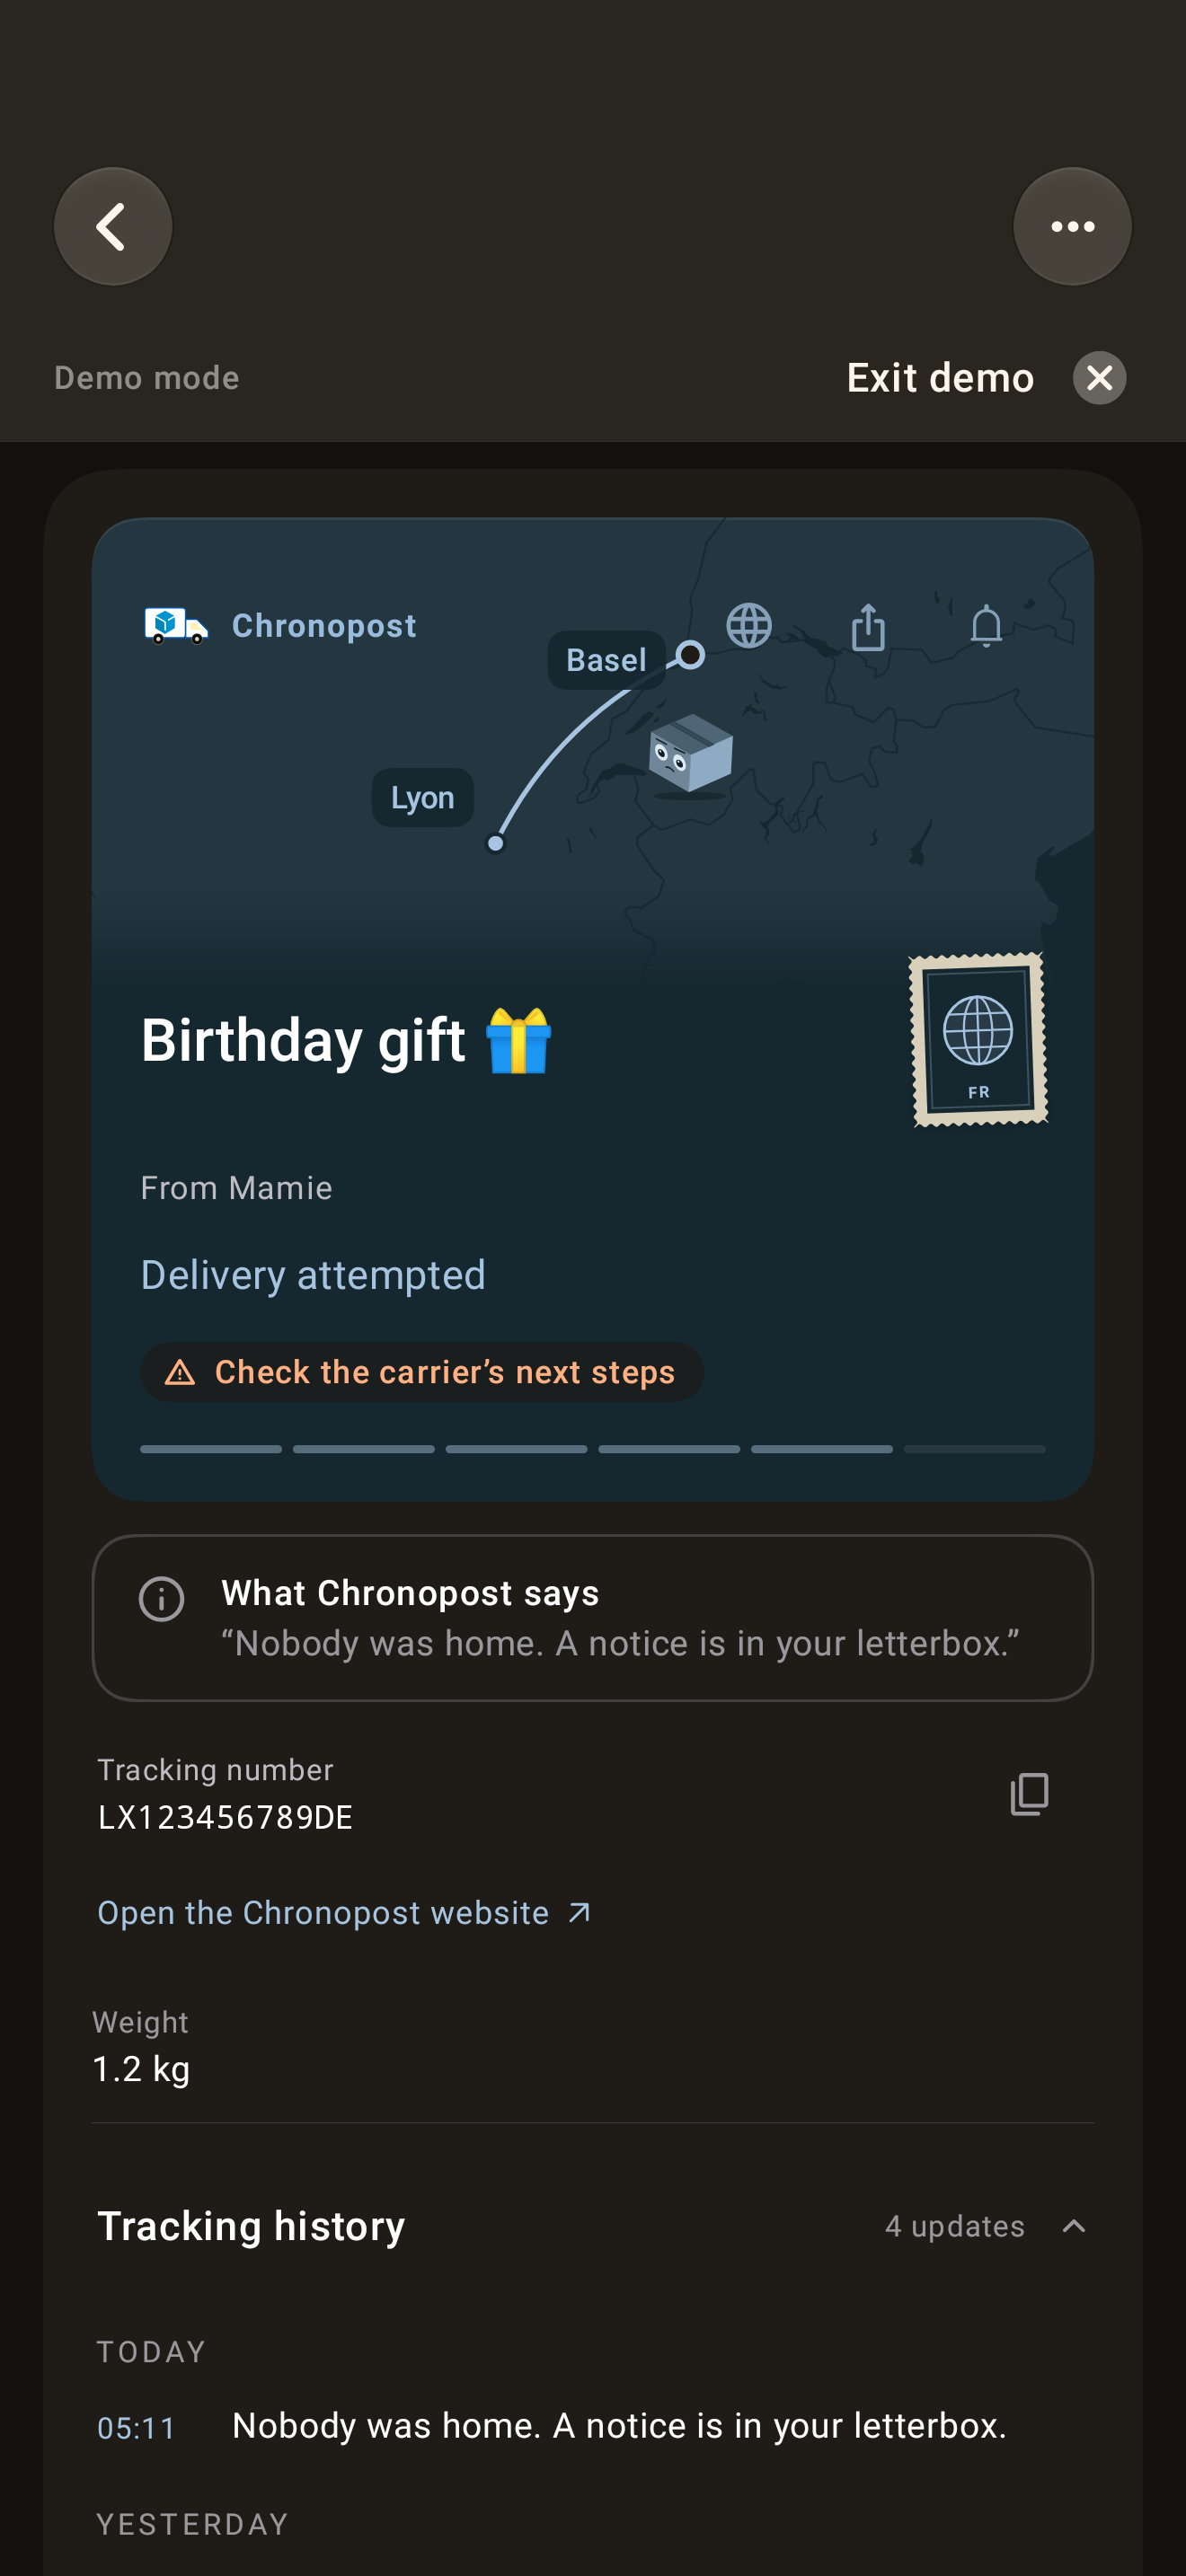 Demo mode
Exit demo
Chronopost
Basel
Lyon
Birthday gift
FR
From Mamie
Delivery attempted
Check the carrier’s next steps
What Chronopost says
“Nobody was home. A notice is in your letterbox.”
Tracking number
LX123456789DE
Open the Chronopost website
Weight
1.2 kg
Tracking history
4 updates
TODAY
05:11 Nobody was home. A notice is in your letterbox.
YESTERDAY